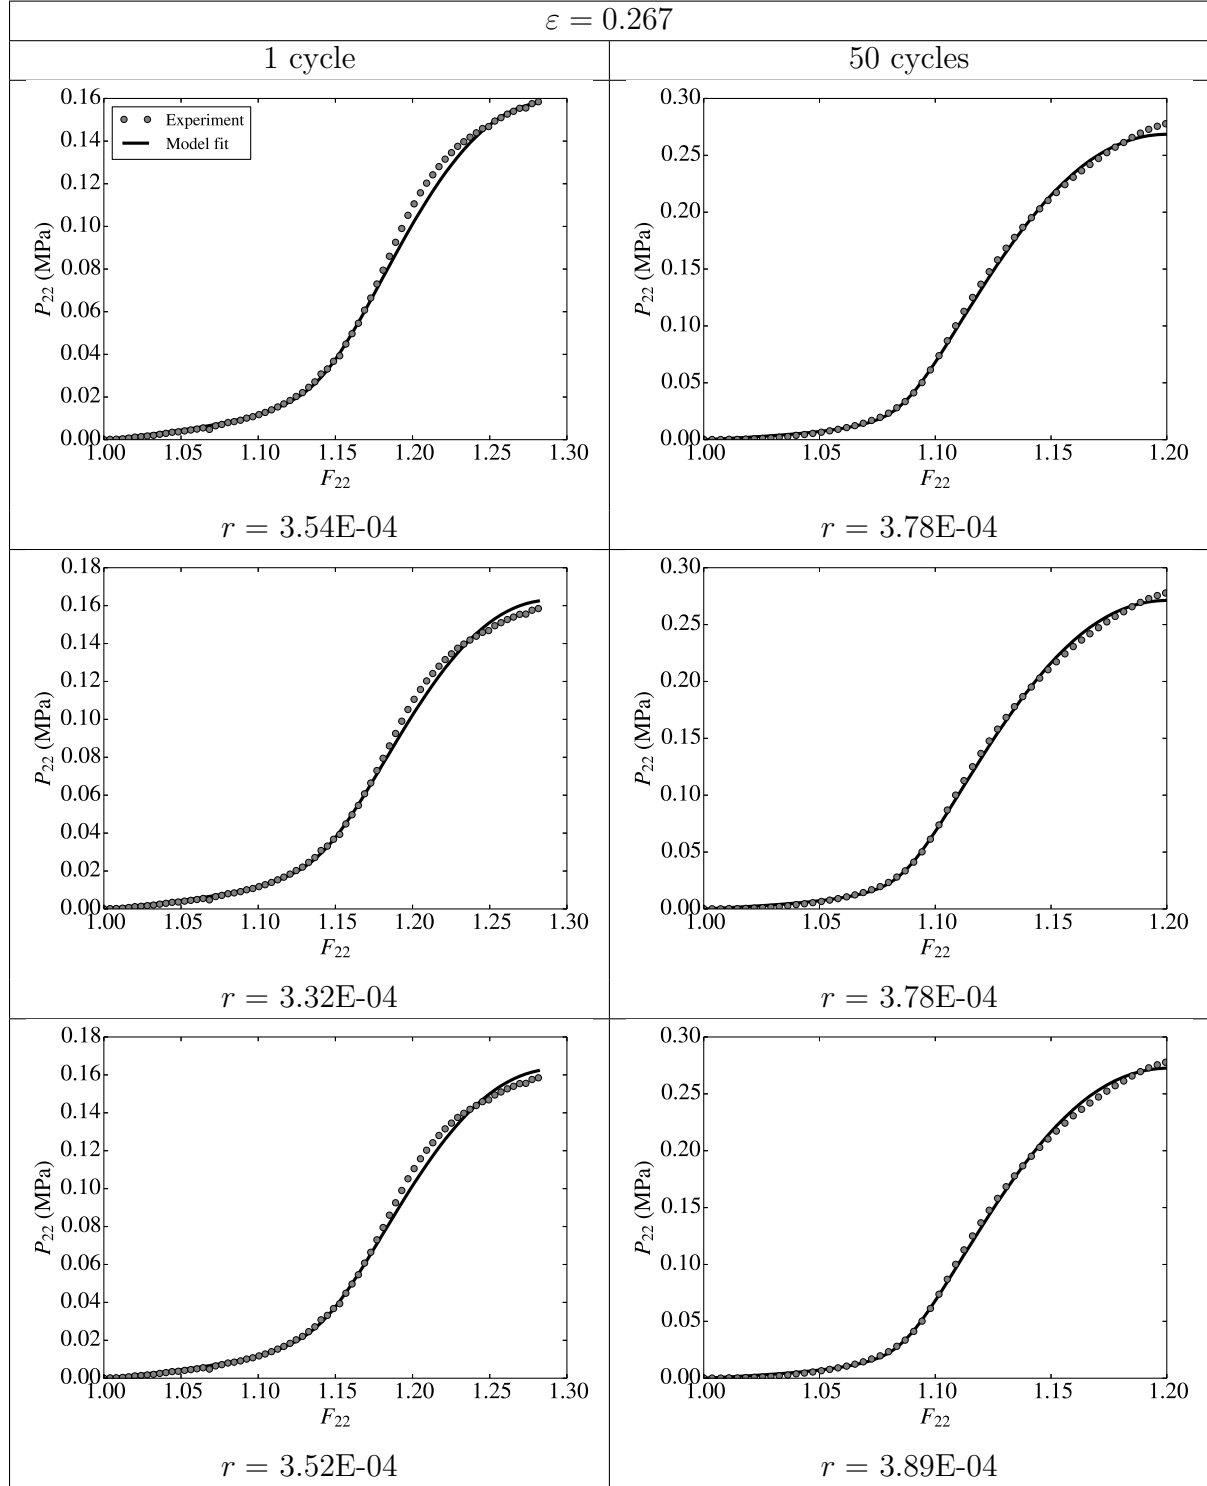 ε = 0.267
1 cycle
50 cycles
0.16
0.14
0.12
0.10
0.08
0.06
0.04
0.02
0.00
P22 (MPa)
Experiment
Model fit
1.00 1.05 1.10 1.15 1.20 1.25 1.30
F22
r = 3.54E-04
0.30
0.25
0.20
0.15
0.10
0.05
0.00
P22 (MPa)
1.00 1.05 1.10 1.15 1.20
F22
r = 3.78E-04
0.18
0.16
0.14
0.12
0.10
0.08
0.06
0.04
0.02
0.00
P22 (MPa)
1.00 1.05 1.10 1.15 1.20 1.25 1.30
F22
r = 3.32E-04
0.30
0.25
0.20
0.15
0.10
0.05
0.00
P22 (MPa)
1.00 1.05 1.10 1.15 1.20
F22
r = 3.78E-04
0.18
0.16
0.14
0.12
0.10
0.08
0.06
0.04
0.02
0.00
P22 (MPa)
1.00 1.05 1.10 1.15 1.20 1.25 1.30
F22
r = 3.52E-04
0.30
0.25
0.20
0.15
0.10
0.05
0.00
P22 (MPa)
1.00 1.05 1.10 1.15 1.20
F22
r = 3.89E-04